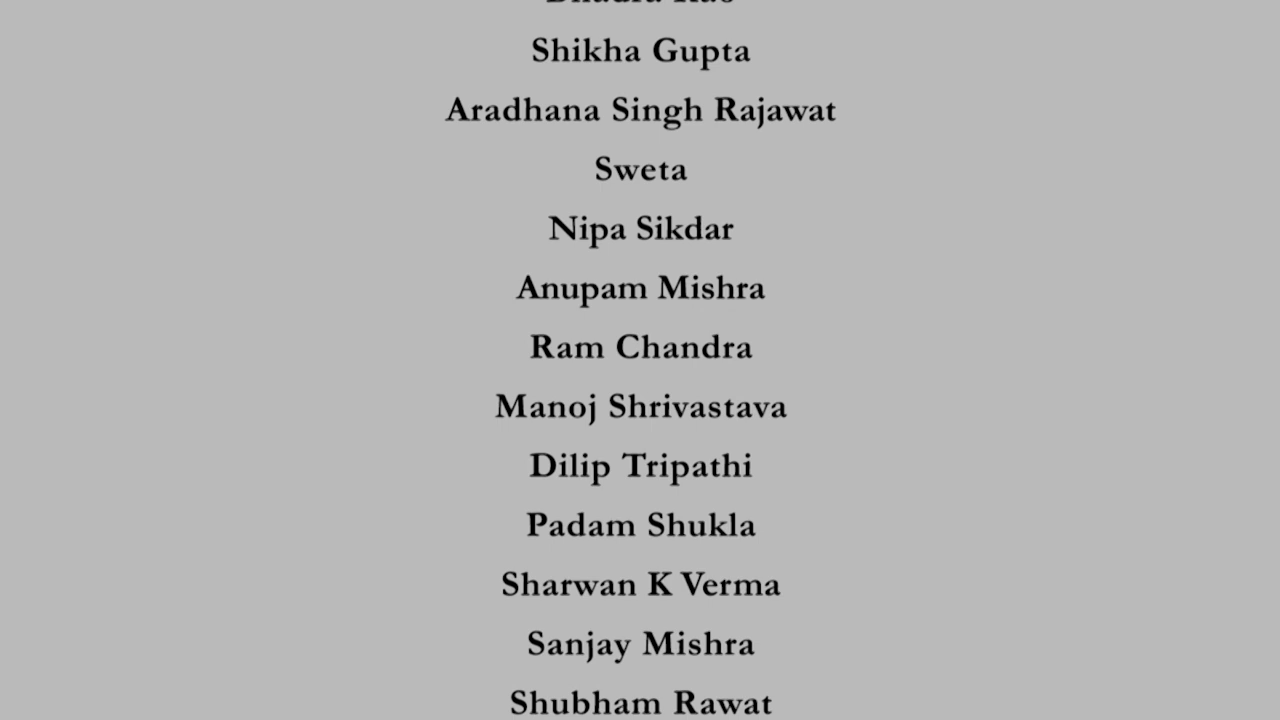 Shikha Gupta
Aradhana Singh Rajawat
Sweta
Nipa Sikdar
Anupam Mishra
Ram Chandra
Manoj Shrivastava
Dilip Tripathi
Padam Shukla
Sharwan K Verma
Sanjay Mishra
Shubham Rawat